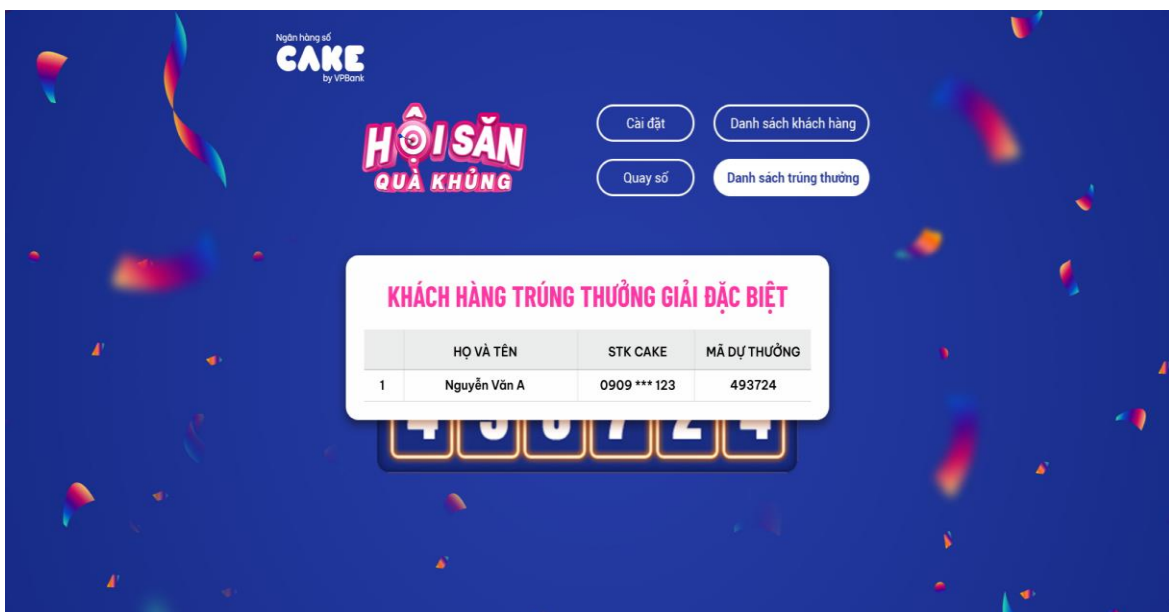 Ngân hàng số
CAKE
by VPBank
HỘI SĂN
QUÀ KHỦNG
Cài đặt
Danh sách khách hàng
Quay số
Danh sách trúng thưởng
KHÁCH HÀNG TRÚNG THƯỞNG GIẢI ĐẶC BIỆT
HỌ VÀ TÊN STK CAKE MÃ DỰ THƯỞNG
1 Nguyễn Văn A 0909 *** 123 493724